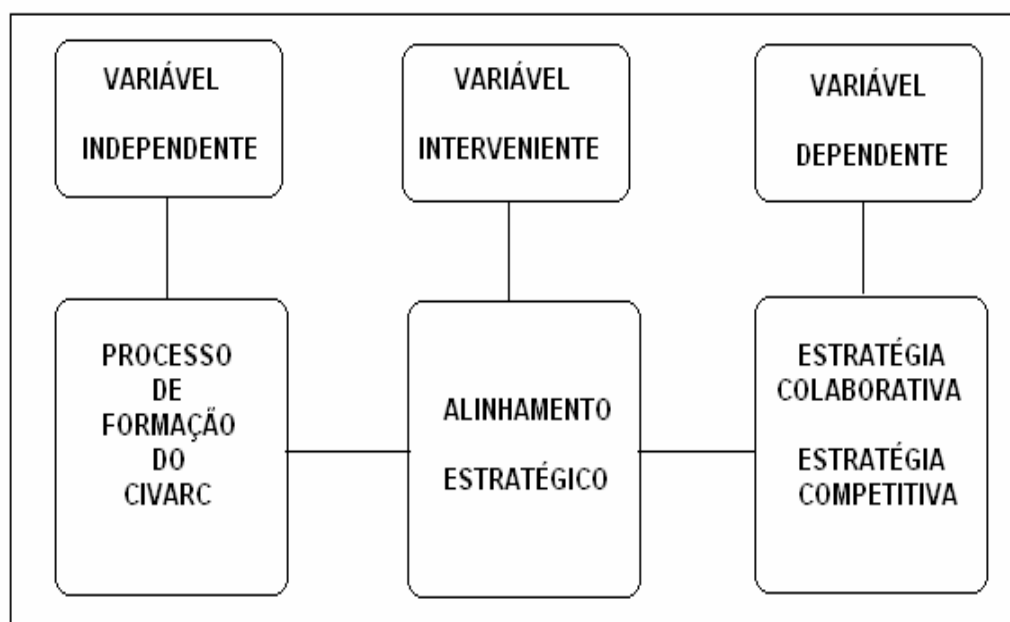 VARIÁVEL
INDEPENDENTE
VARIÁVEL
INTERVENIENTE
VARIÁVEL
DEPENDENTE
PROCESSO
DE
FORMAÇÃO
DO
CIVARC
ALINHAMENTO
ESTRATÉGICO
ESTRATÉGIA
COLABORATIVA
ESTRATÉGIA
COMPETITIVA